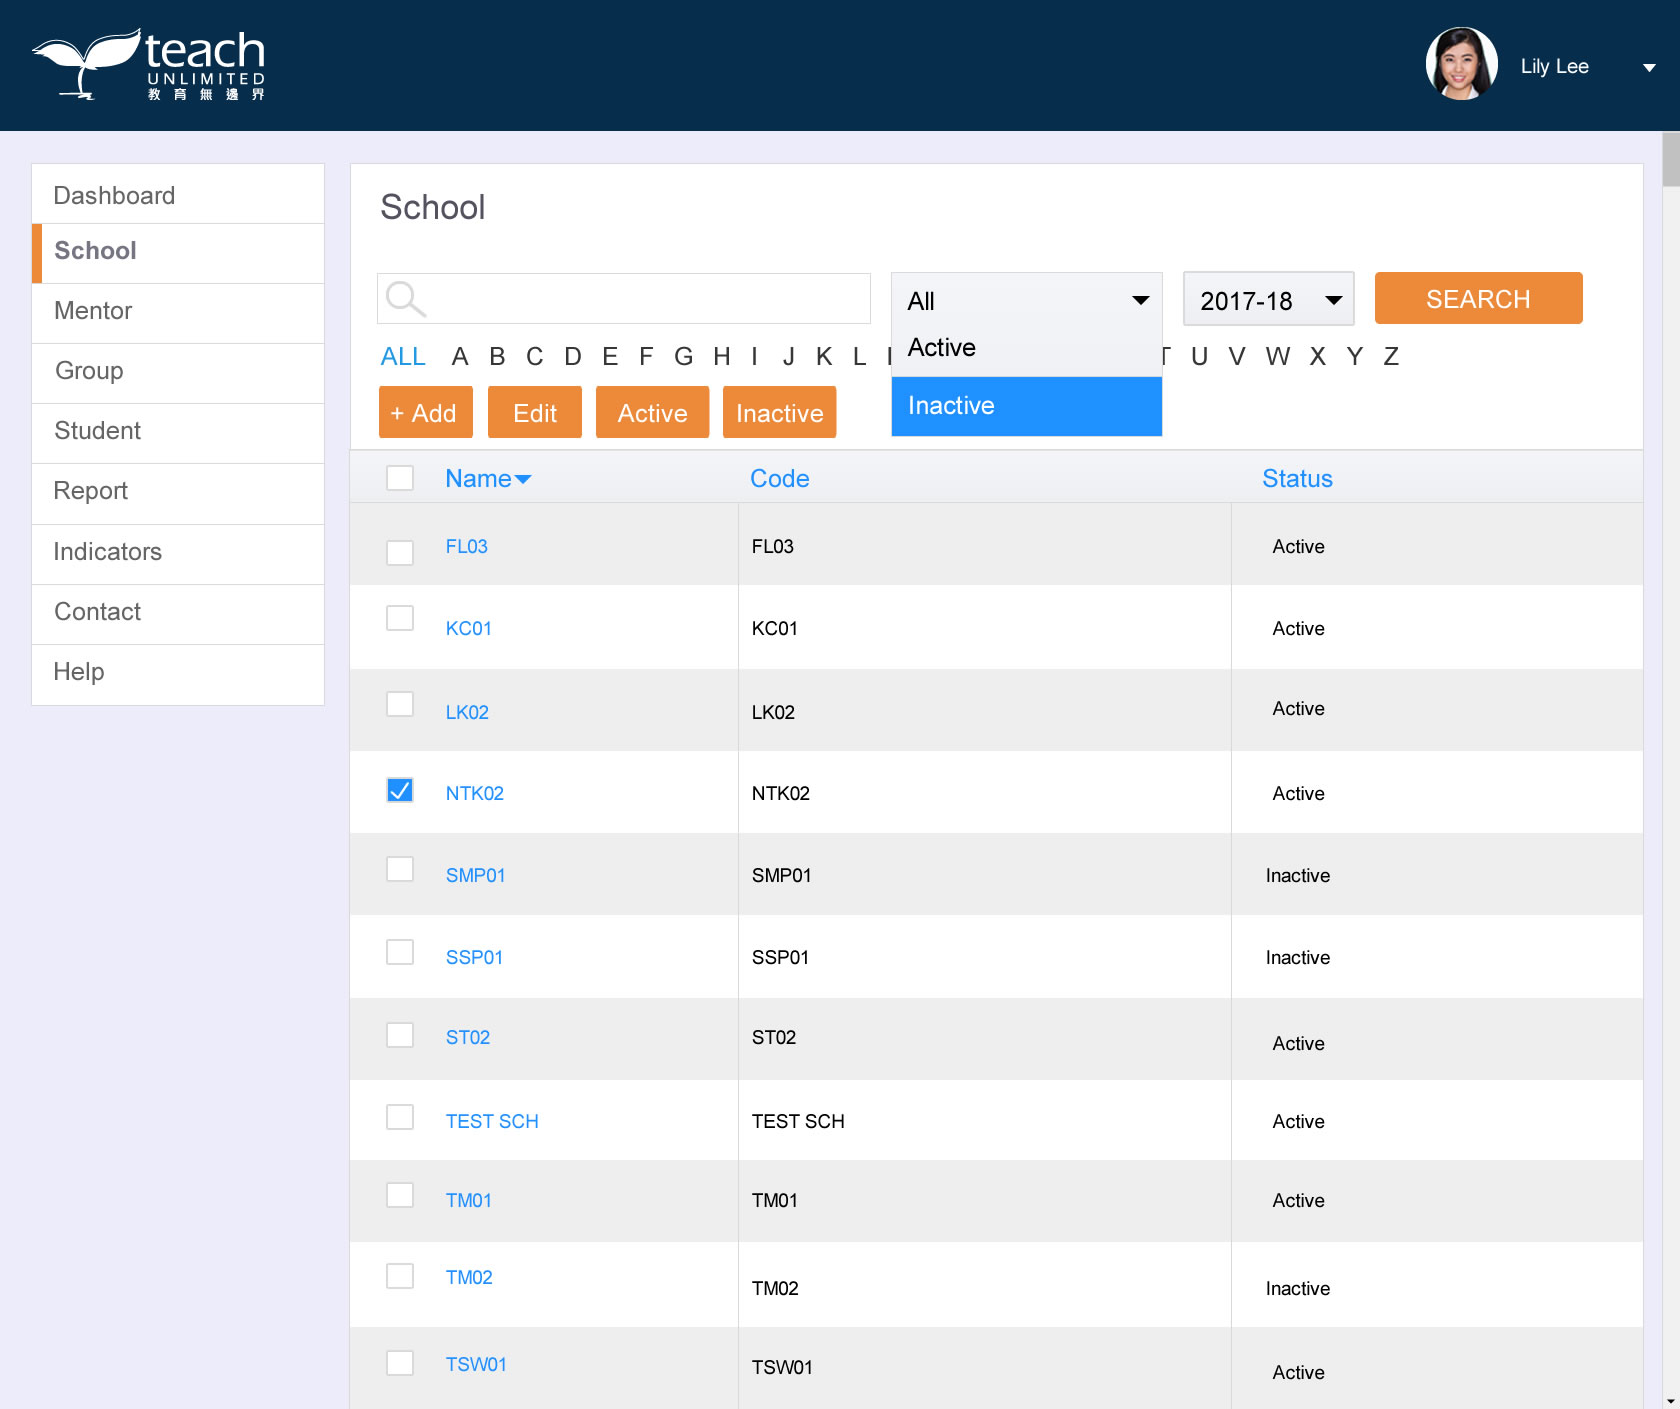 teach
UNLIMITED
教育無邊界
Lily Lee
Dashboard
School
Mentor
Group
Student
Report
Indicators
Contact
Help
School
All
2017-18
SEARCH
Active
Inactive
ALL A B C D E F G H I J K L T U V W X Y Z
+ Add Edit Active Inactive
Name Code Status
FL03 FL03 Active
KC01 KC01 Active
LK02 LK02 Active
NTK02 NTK02 Active
SMP01 SMP01 Inactive
SSP01 SSP01 Inactive
ST02 ST02 Active
TEST SCH TEST SCH Active
TM01 TM01 Active
TM02 TM02 Inactive
TSW01 TSW01 Active